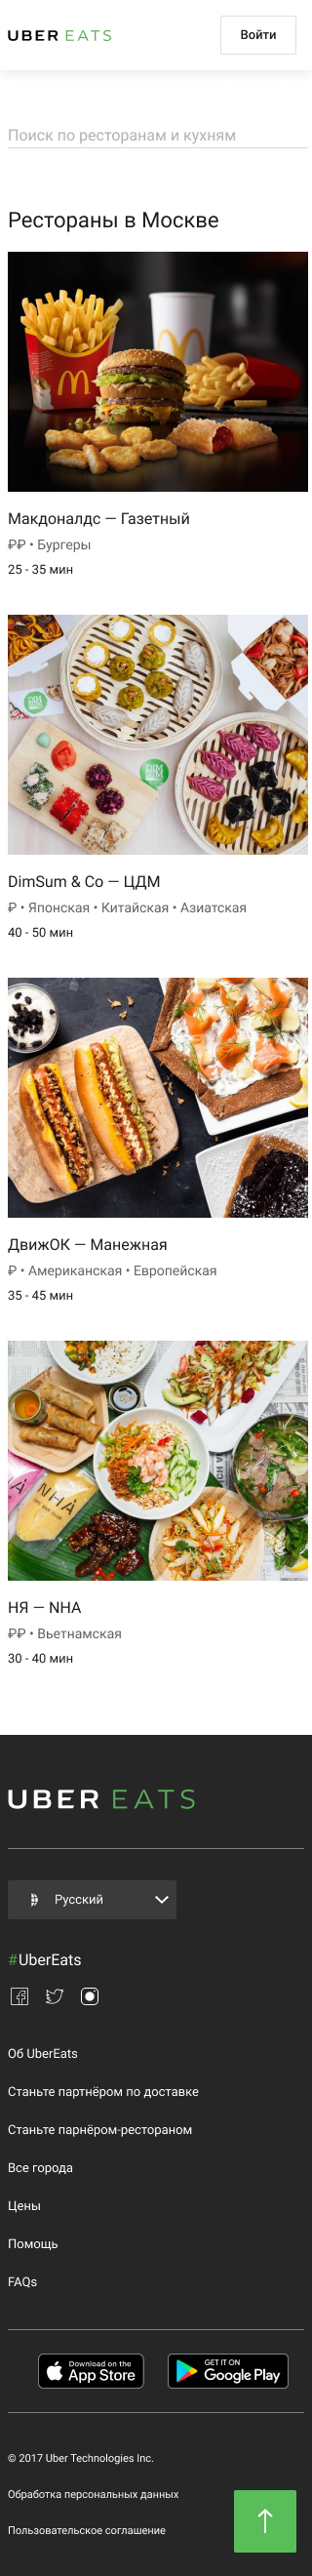 UBER EATS
Войти
Поиск по ресторанам и кухням
Рестораны в Москве
Макдоналдс — Газетный
₽₽ • Бургеры
25 - 35 мин
DimSum & Co — ЦДМ
₽ • Японская • Китайская • Азиатская
40 - 50 мин
ДвижОК — Манежная
₽ • Американская • Европейская
35 - 45 мин
NHA
НЯ — NHA
₽₽ • Вьетнамская
30 - 40 мин
UBER EATS
Русский
#UberEats
Об UberEats
Станьте партнёром по доставке
Станьте парнёром-рестораном
Все города
Цены
Помощь
FAQs
Download on the
App Store
GET IT ON
Google Play
© 2017 Uber Technologies Inc.
Обработка персональных данных
Пользовательское соглашение